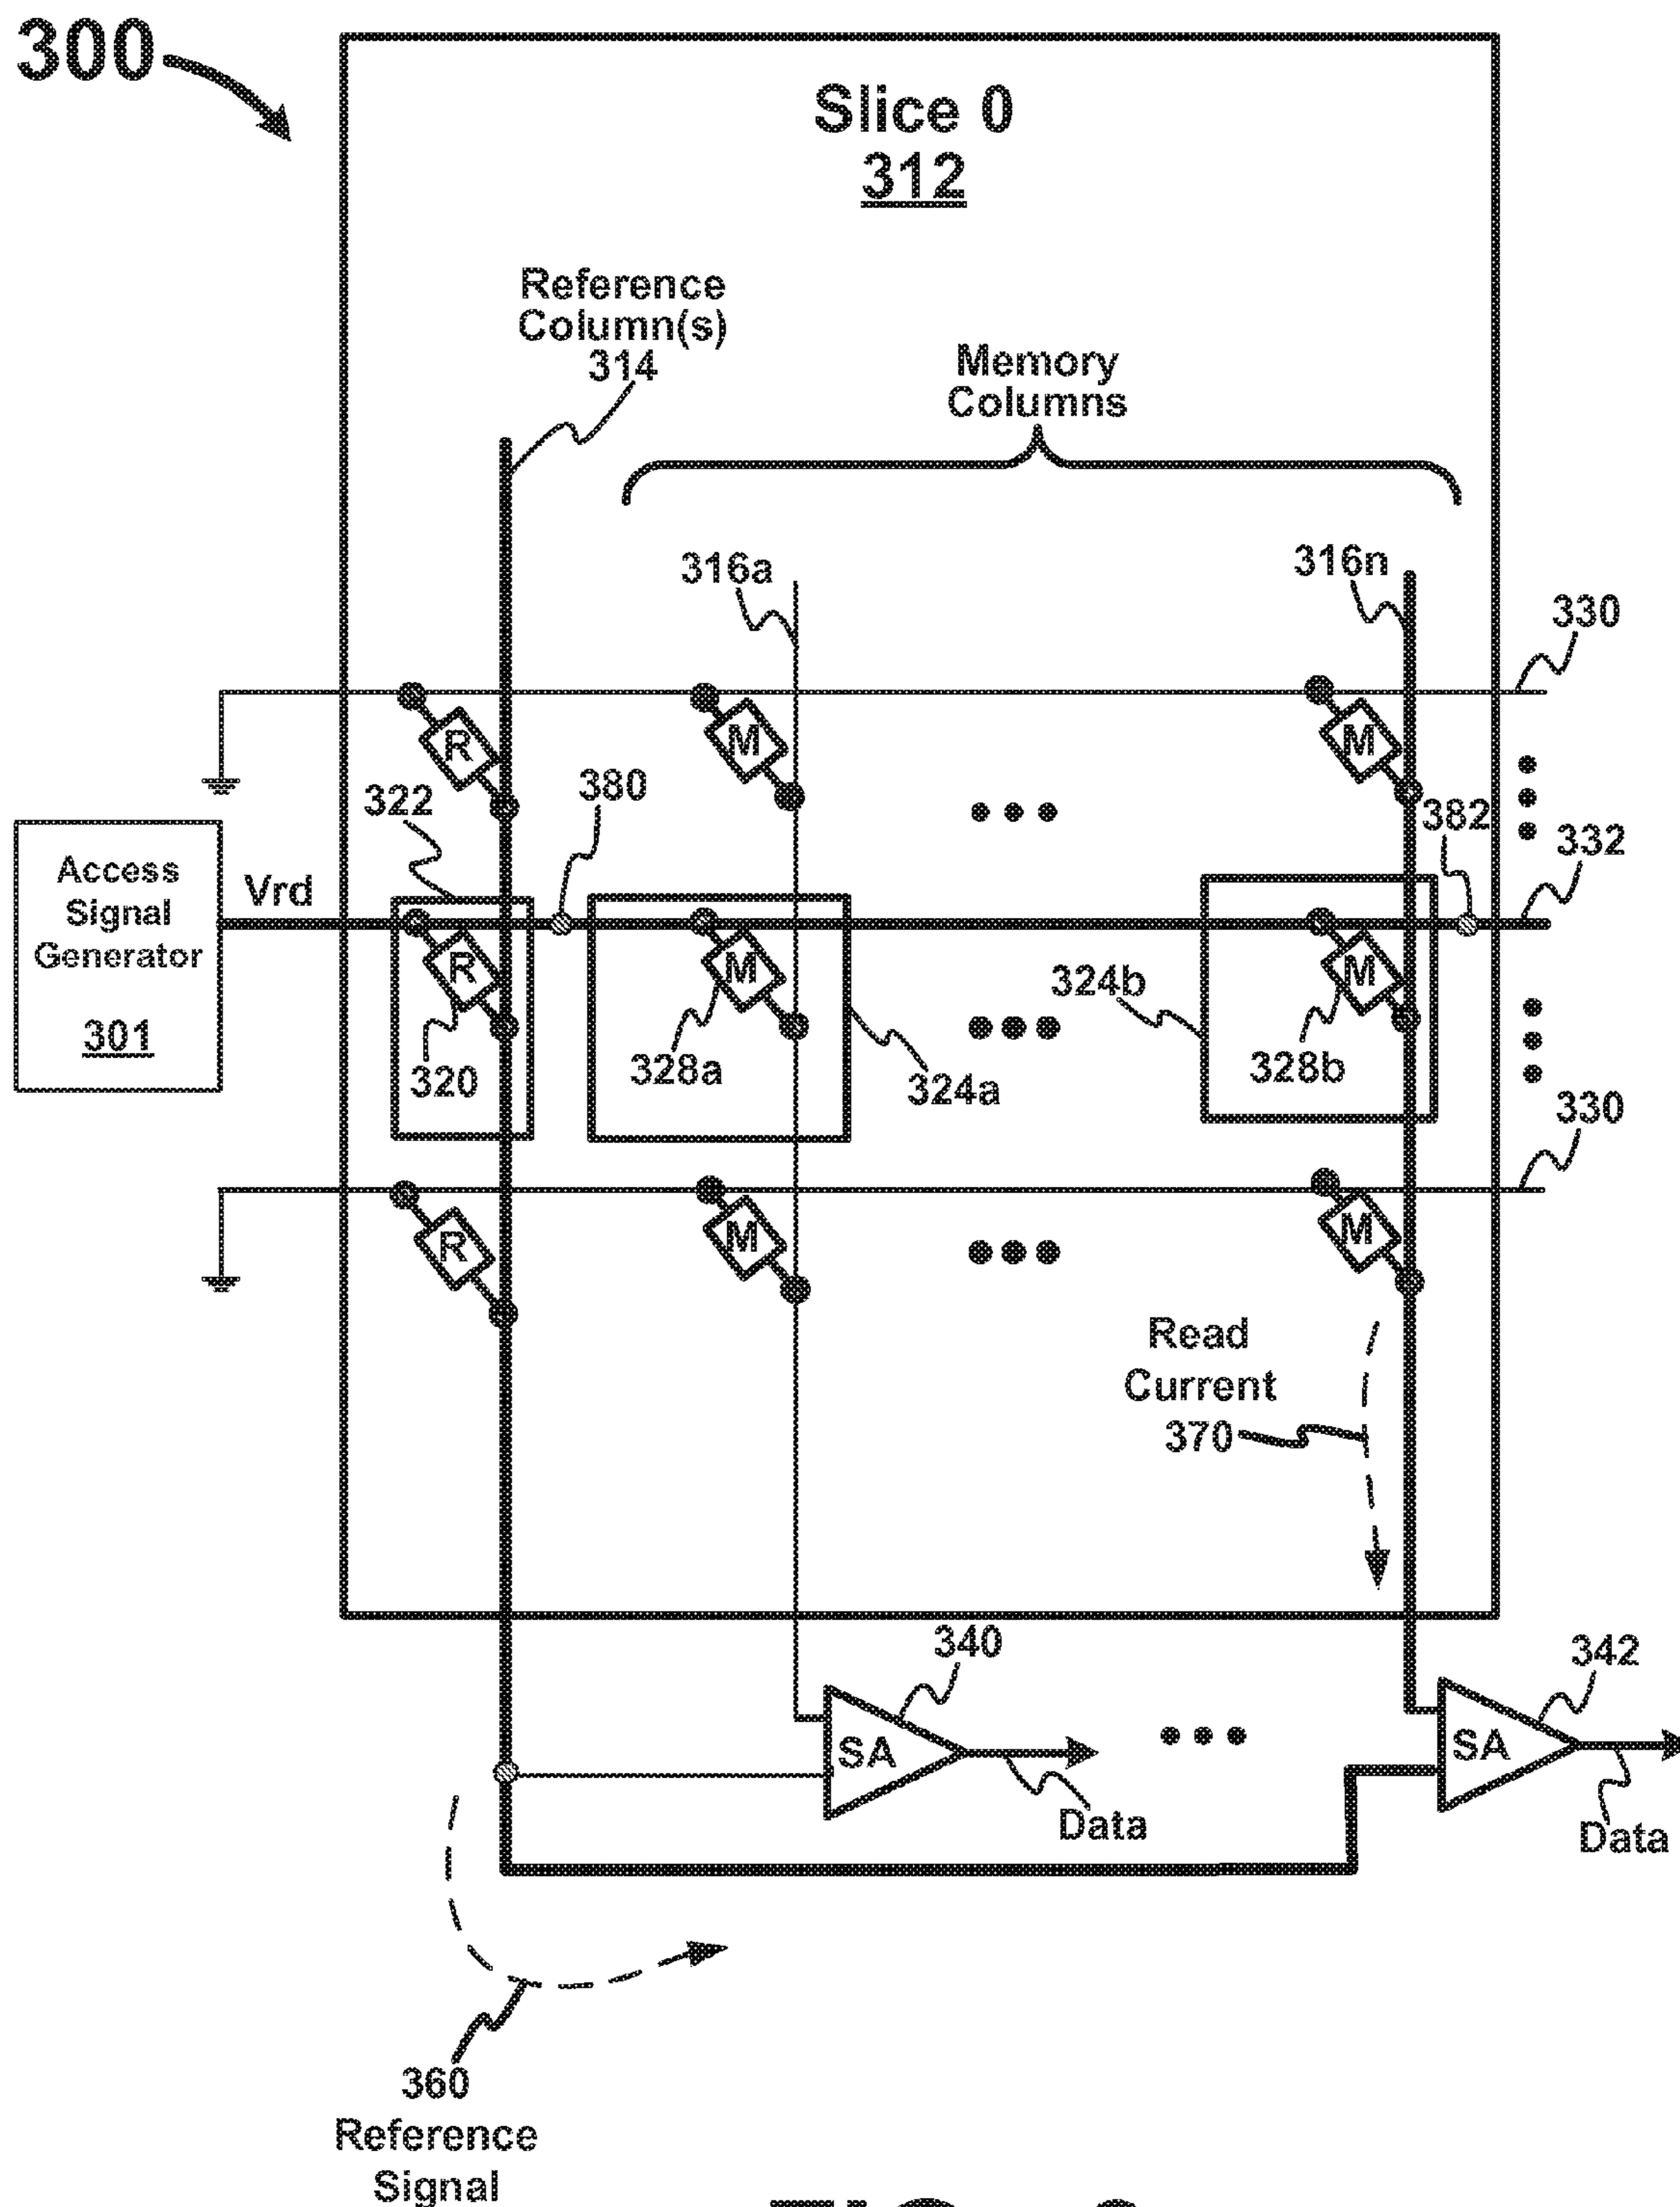 300
Slice 0
312
Reference
Column(s)
314
Memory
Columns
316a
316n
330
R
M
M
322
380
382
332
Access
Signal
Generator
301
Vrd
R
M
M
320
328a
324a
324b
328b
330
R
M
M
Read
Current
370
340
342
SA
SA
Data
Data
360
Reference
Signal